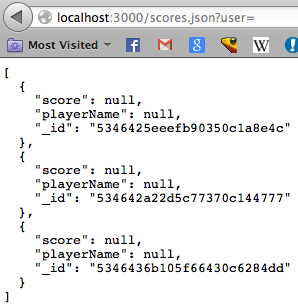 localhost:3000/scores.json?user=
Most Visited
[
  {
    "score": null,
    "playerName": null,
    "_id": "5346425eeefb90350c1a8e4c"
  },
  {
    "score": null,
    "playerName": null,
    "_id": "534642a22d5c77370c144777"
  },
  {
    "score": null,
    "playerName": null,
    "_id": "5346436b105f66430c6284dd"
  }
]